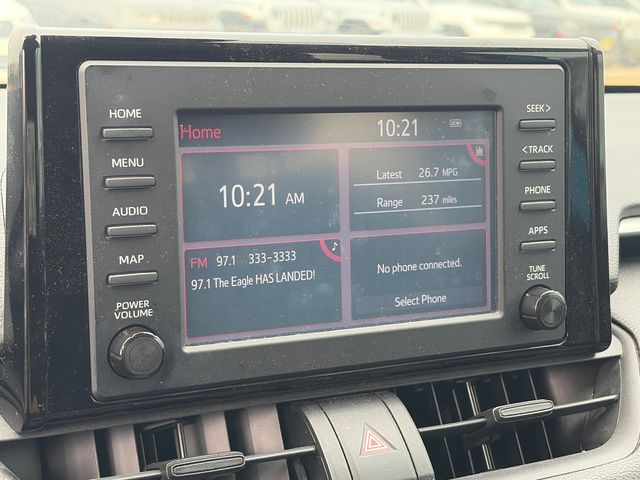 HOME
MENU
AUDIO
MAP
POWER
VOLUME
Home
10:21
10:21 AM
Latest 26.7 MPG
Range 237 miles
FM 97.1 333-3333
97.1 The Eagle HAS LANDED!
No phone connected.
Select Phone
SEEK >
< TRACK
PHONE
APPS
TUNE
SCROLL